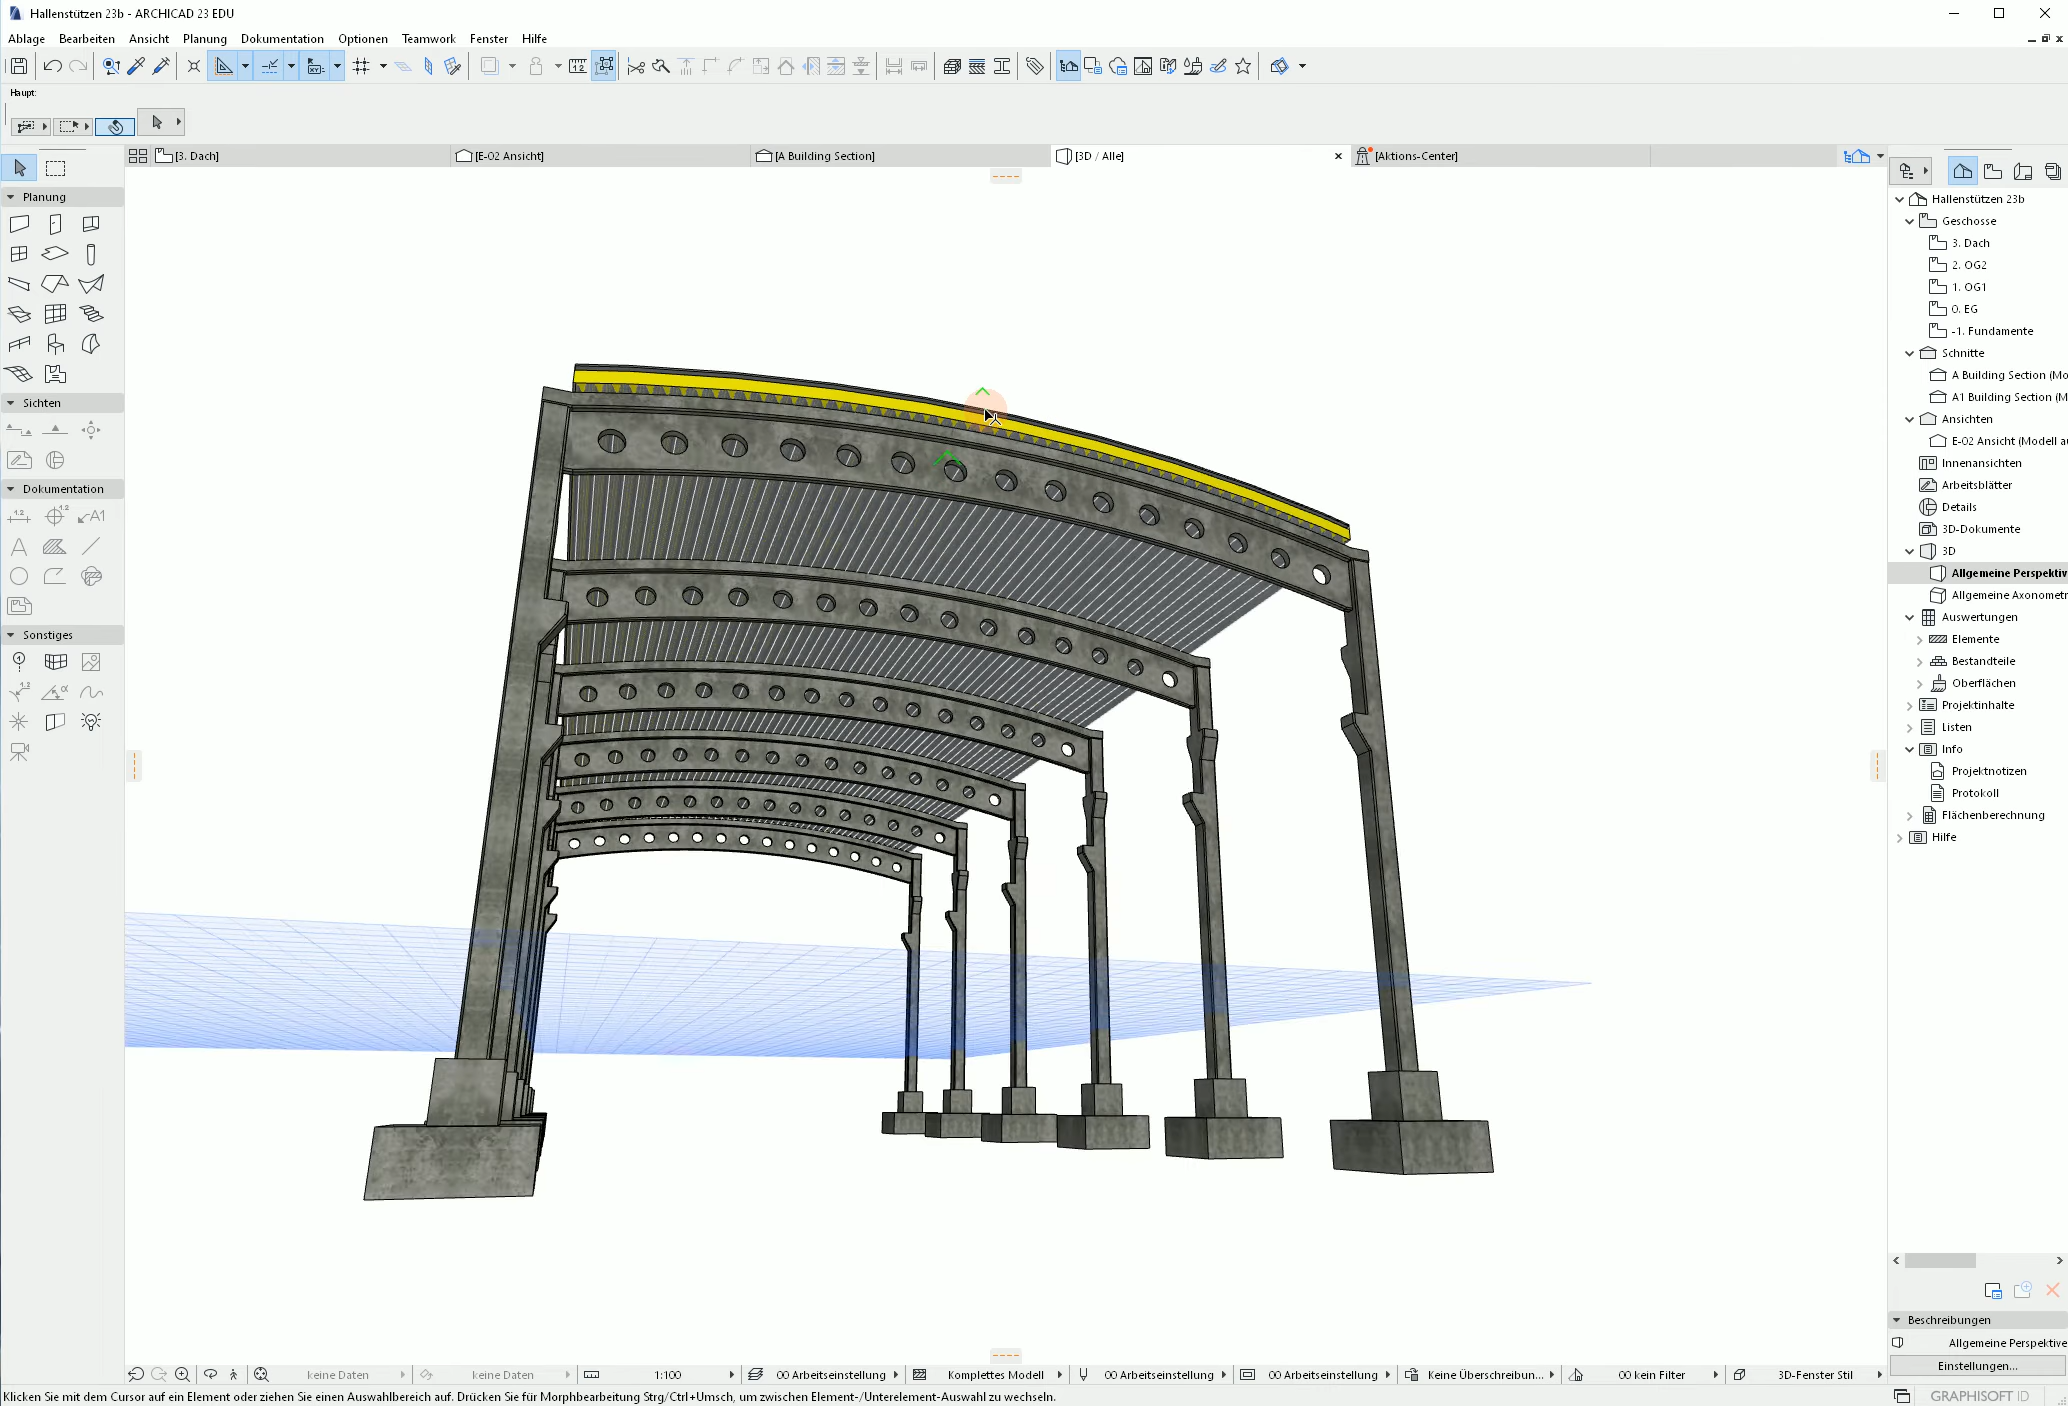 Hallenstützen 23b - ARCHICAD 23 EDU
Ablage Bearbeiten Ansicht Planung Dokumentation Optionen Teamwork Fenster Hilfe
Haupt:
[3. Dach] [E-02 Ansicht] [A Building Section] [3D / Alle] [Aktions-Center]
Planung
Sichten
Dokumentation
1.2 1.2 A1
Sonstiges
Hallenstützen 23b
Geschosse
3. Dach
2. OG2
1. OG1
0. EG
-1. Fundamente
Schnitte
A Building Section (Mo
A1 Building Section (M
Ansichten
E-02 Ansicht (Modell au
Innenansichten
Arbeitsblätter
Details
3D-Dokumente
3D
Allgemeine Perspektiv
Allgemeine Axonometr
Auswertungen
Elemente
Bestandteile
Oberflächen
Projektinhalte
Listen
Info
Projektnotizen
Protokoll
Flächenberechnung
Hilfe
Beschreibungen
Allgemeine Perspektive
Einstellungen...
keine Daten keine Daten 1:100 00 Arbeitseinstellung Komplettes Modell 00 Arbeitseinstellung 00 Arbeitseinstellung Keine Überschreibun... 00 kein Filter 3D-Fenster Stil
Klicken Sie mit dem Cursor auf ein Element oder ziehen Sie einen Auswahlbereich auf. Drücken Sie für Morphbearbeitung Strg/Ctrl+Umsch, um zwischen Element-/Unterelement-Auswahl zu wechseln.
GRAPHISOFT ID